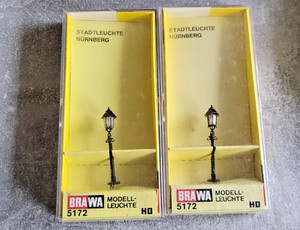 STADTLEUCHTE
NÜRNBERG
BRAWA
5172
MODELL-
LEUCHTE
H0
STADTLEUCHTE
NÜRNBERG
BRAWA
5172
MODELL-
LEUCHTE
H0